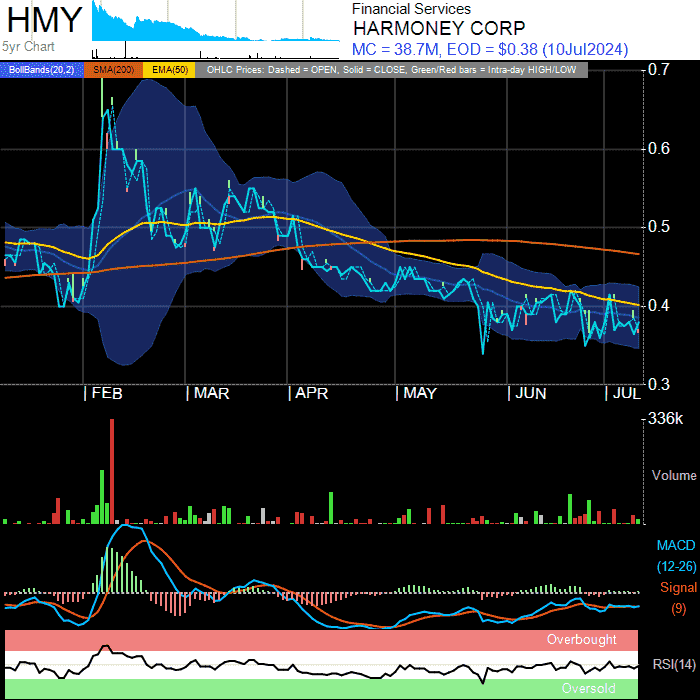 HMY
5yr Chart
Financial Services
HARMONEY CORP
MC = 38.7M, EOD = $0.38 (10Jul2024)
BollBands(20,2) SMA(200) EMA(50) OHLC Prices: Dashed = OPEN, Solid = CLOSE, Green/Red bars = Intra-day HIGH/LOW
0.7
0.6
0.5
0.4
0.3
| FEB | MAR | APR | MAY | JUN | JUL
336k
Volume
MACD
(12-26)
Signal
(9)
Overbought
RSI(14)
Oversold